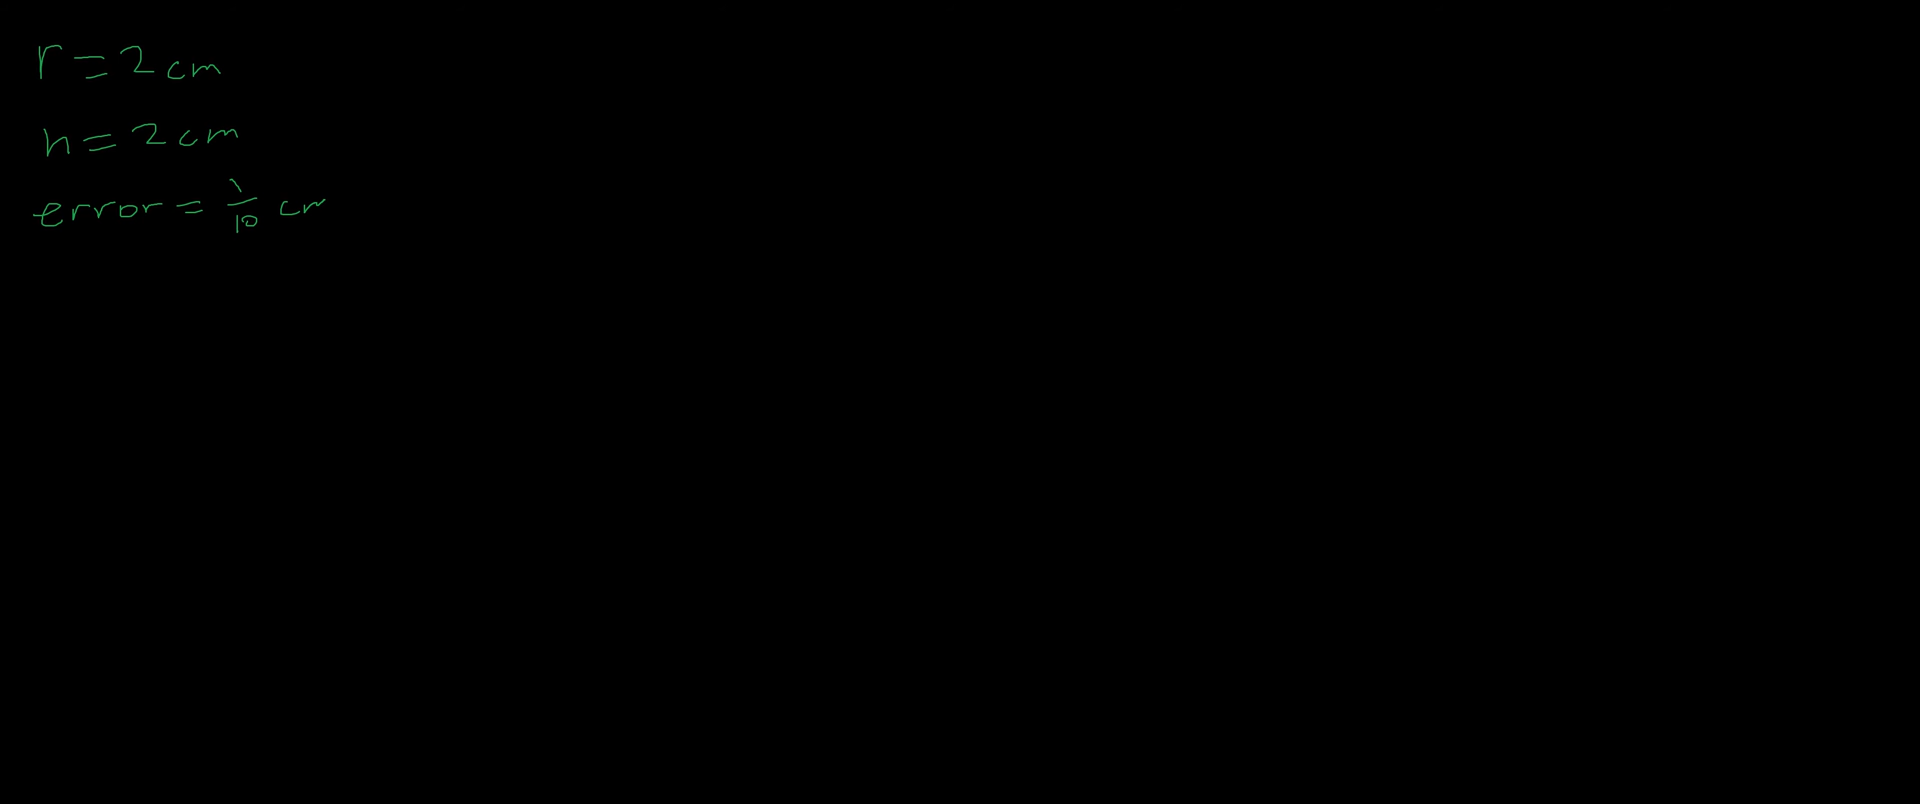 r = 2 cm
h = 2 cm
error = 1/10 cm